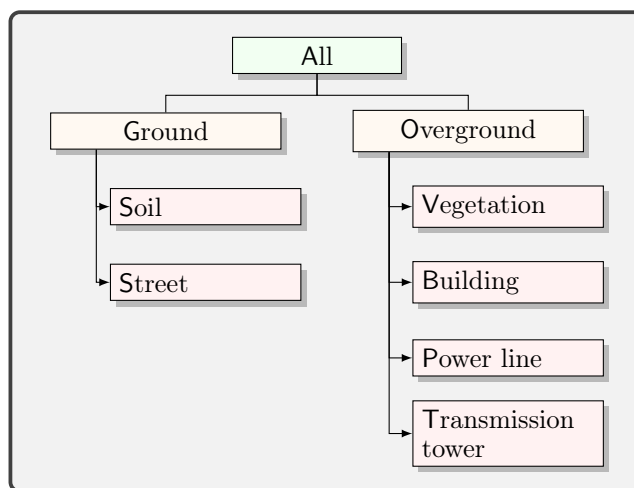 All
Ground
Overground
Soil
Street
Vegetation
Building
Power line
Transmission
tower